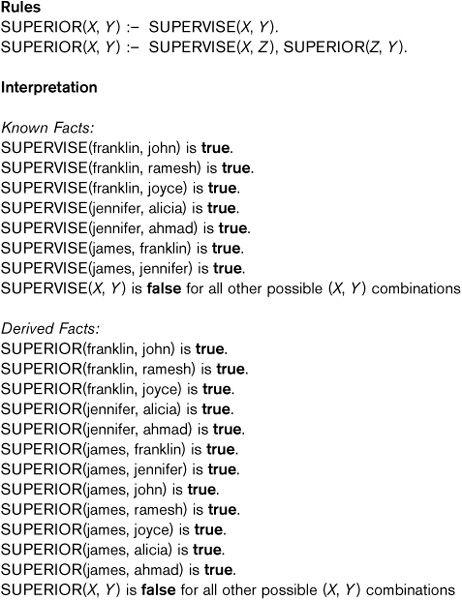 Rules
SUPERIOR(X, Y) :– SUPERVISE(X, Y).
SUPERIOR(X, Y) :– SUPERVISE(X, Z), SUPERIOR(Z, Y).
Interpretation
Known Facts:
SUPERVISE(franklin, john) is true.
SUPERVISE(franklin, ramesh) is true.
SUPERVISE(franklin, joyce) is true.
SUPERVISE(jennifer, alicia) is true.
SUPERVISE(jennifer, ahmad) is true.
SUPERVISE(james, franklin) is true.
SUPERVISE(james, jennifer) is true.
SUPERVISE(X, Y) is false for all other possible (X, Y) combinations
Derived Facts:
SUPERIOR(franklin, john) is true.
SUPERIOR(franklin, ramesh) is true.
SUPERIOR(franklin, joyce) is true.
SUPERIOR(jennifer, alicia) is true.
SUPERIOR(jennifer, ahmad) is true.
SUPERIOR(james, franklin) is true.
SUPERIOR(james, jennifer) is true.
SUPERIOR(james, john) is true.
SUPERIOR(james, ramesh) is true.
SUPERIOR(james, joyce) is true.
SUPERIOR(james, alicia) is true.
SUPERIOR(james, ahmad) is true.
SUPERIOR(X, Y) is false for all other possible (X, Y) combinations